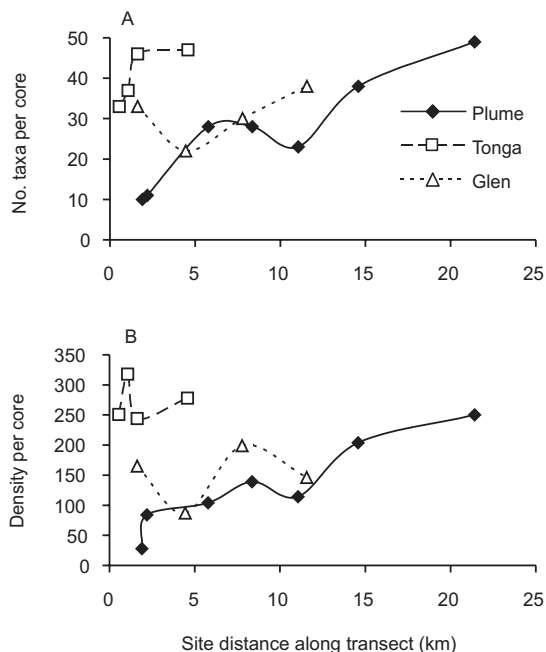 A
No. taxa per core
50
40
30
20
10
0
0 5 10 15 20 25
Plume
Tonga
Glen
B
Density per core
350
300
250
200
150
100
50
0
0 5 10 15 20 25
Site distance along transect (km)